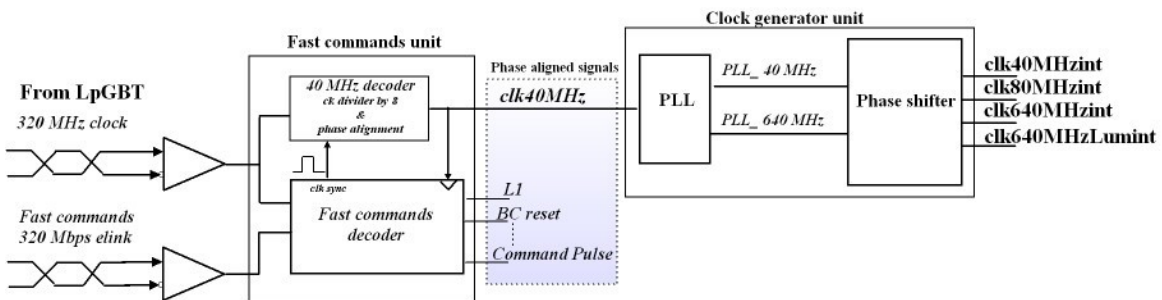 Clock generator unit
Fast commands unit
Phase aligned signals
From LpGBT
320 MHz clock
40 MHz decoder
ck divider by 8
&
phase alignment
clk40MHz
PLL
PLL_ 40 MHz
PLL_ 640 MHz
Phase shifter
clk40MHzint
clk80MHzint
clk640MHzint
clk640MHzLumint
clk sync
Fast commands
decoder
L1
BC reset
Command Pulse
Fast commands
320 Mbps elink